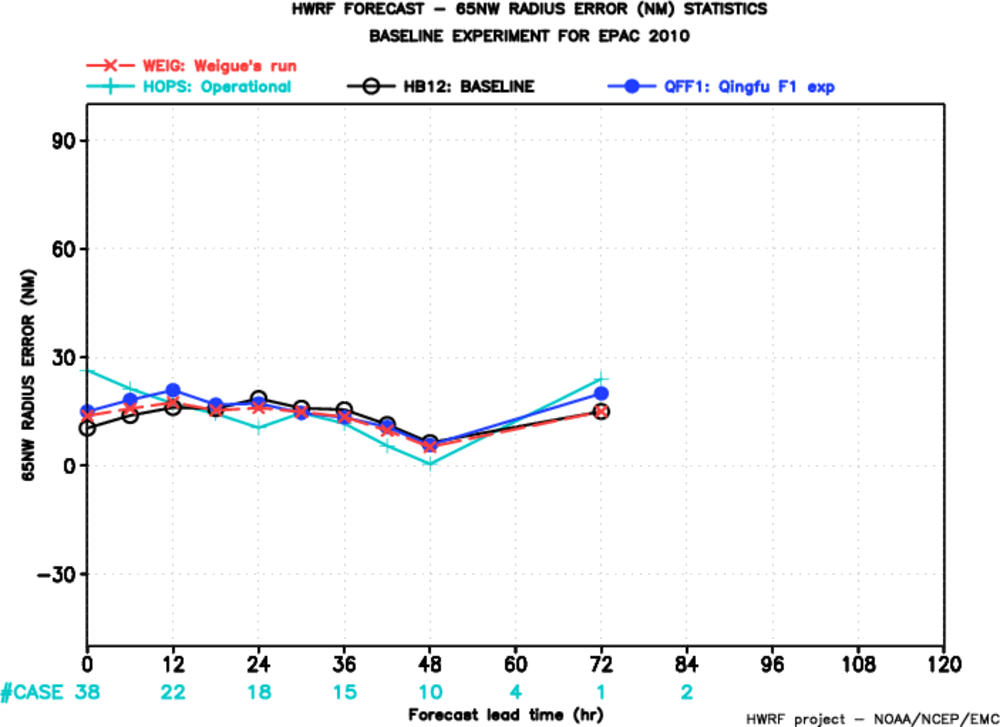 HWRF FORECAST – 65NW RADIUS ERROR (NM) STATISTICS
BASELINE EXPERIMENT FOR EPAC 2010
WEIG: Weigue's run
HOPS: Operational HB12: BASELINE QFF1: Qingfu F1 exp
90
60
30
0
–30
65NW RADIUS ERROR (NM)
0 12 24 36 48 60 72 84 96 108 120
#CASE 38 22 18 15 10 4 1 2
Forecast lead time (hr)
HWRF project – NOAA/NCEP/EMC